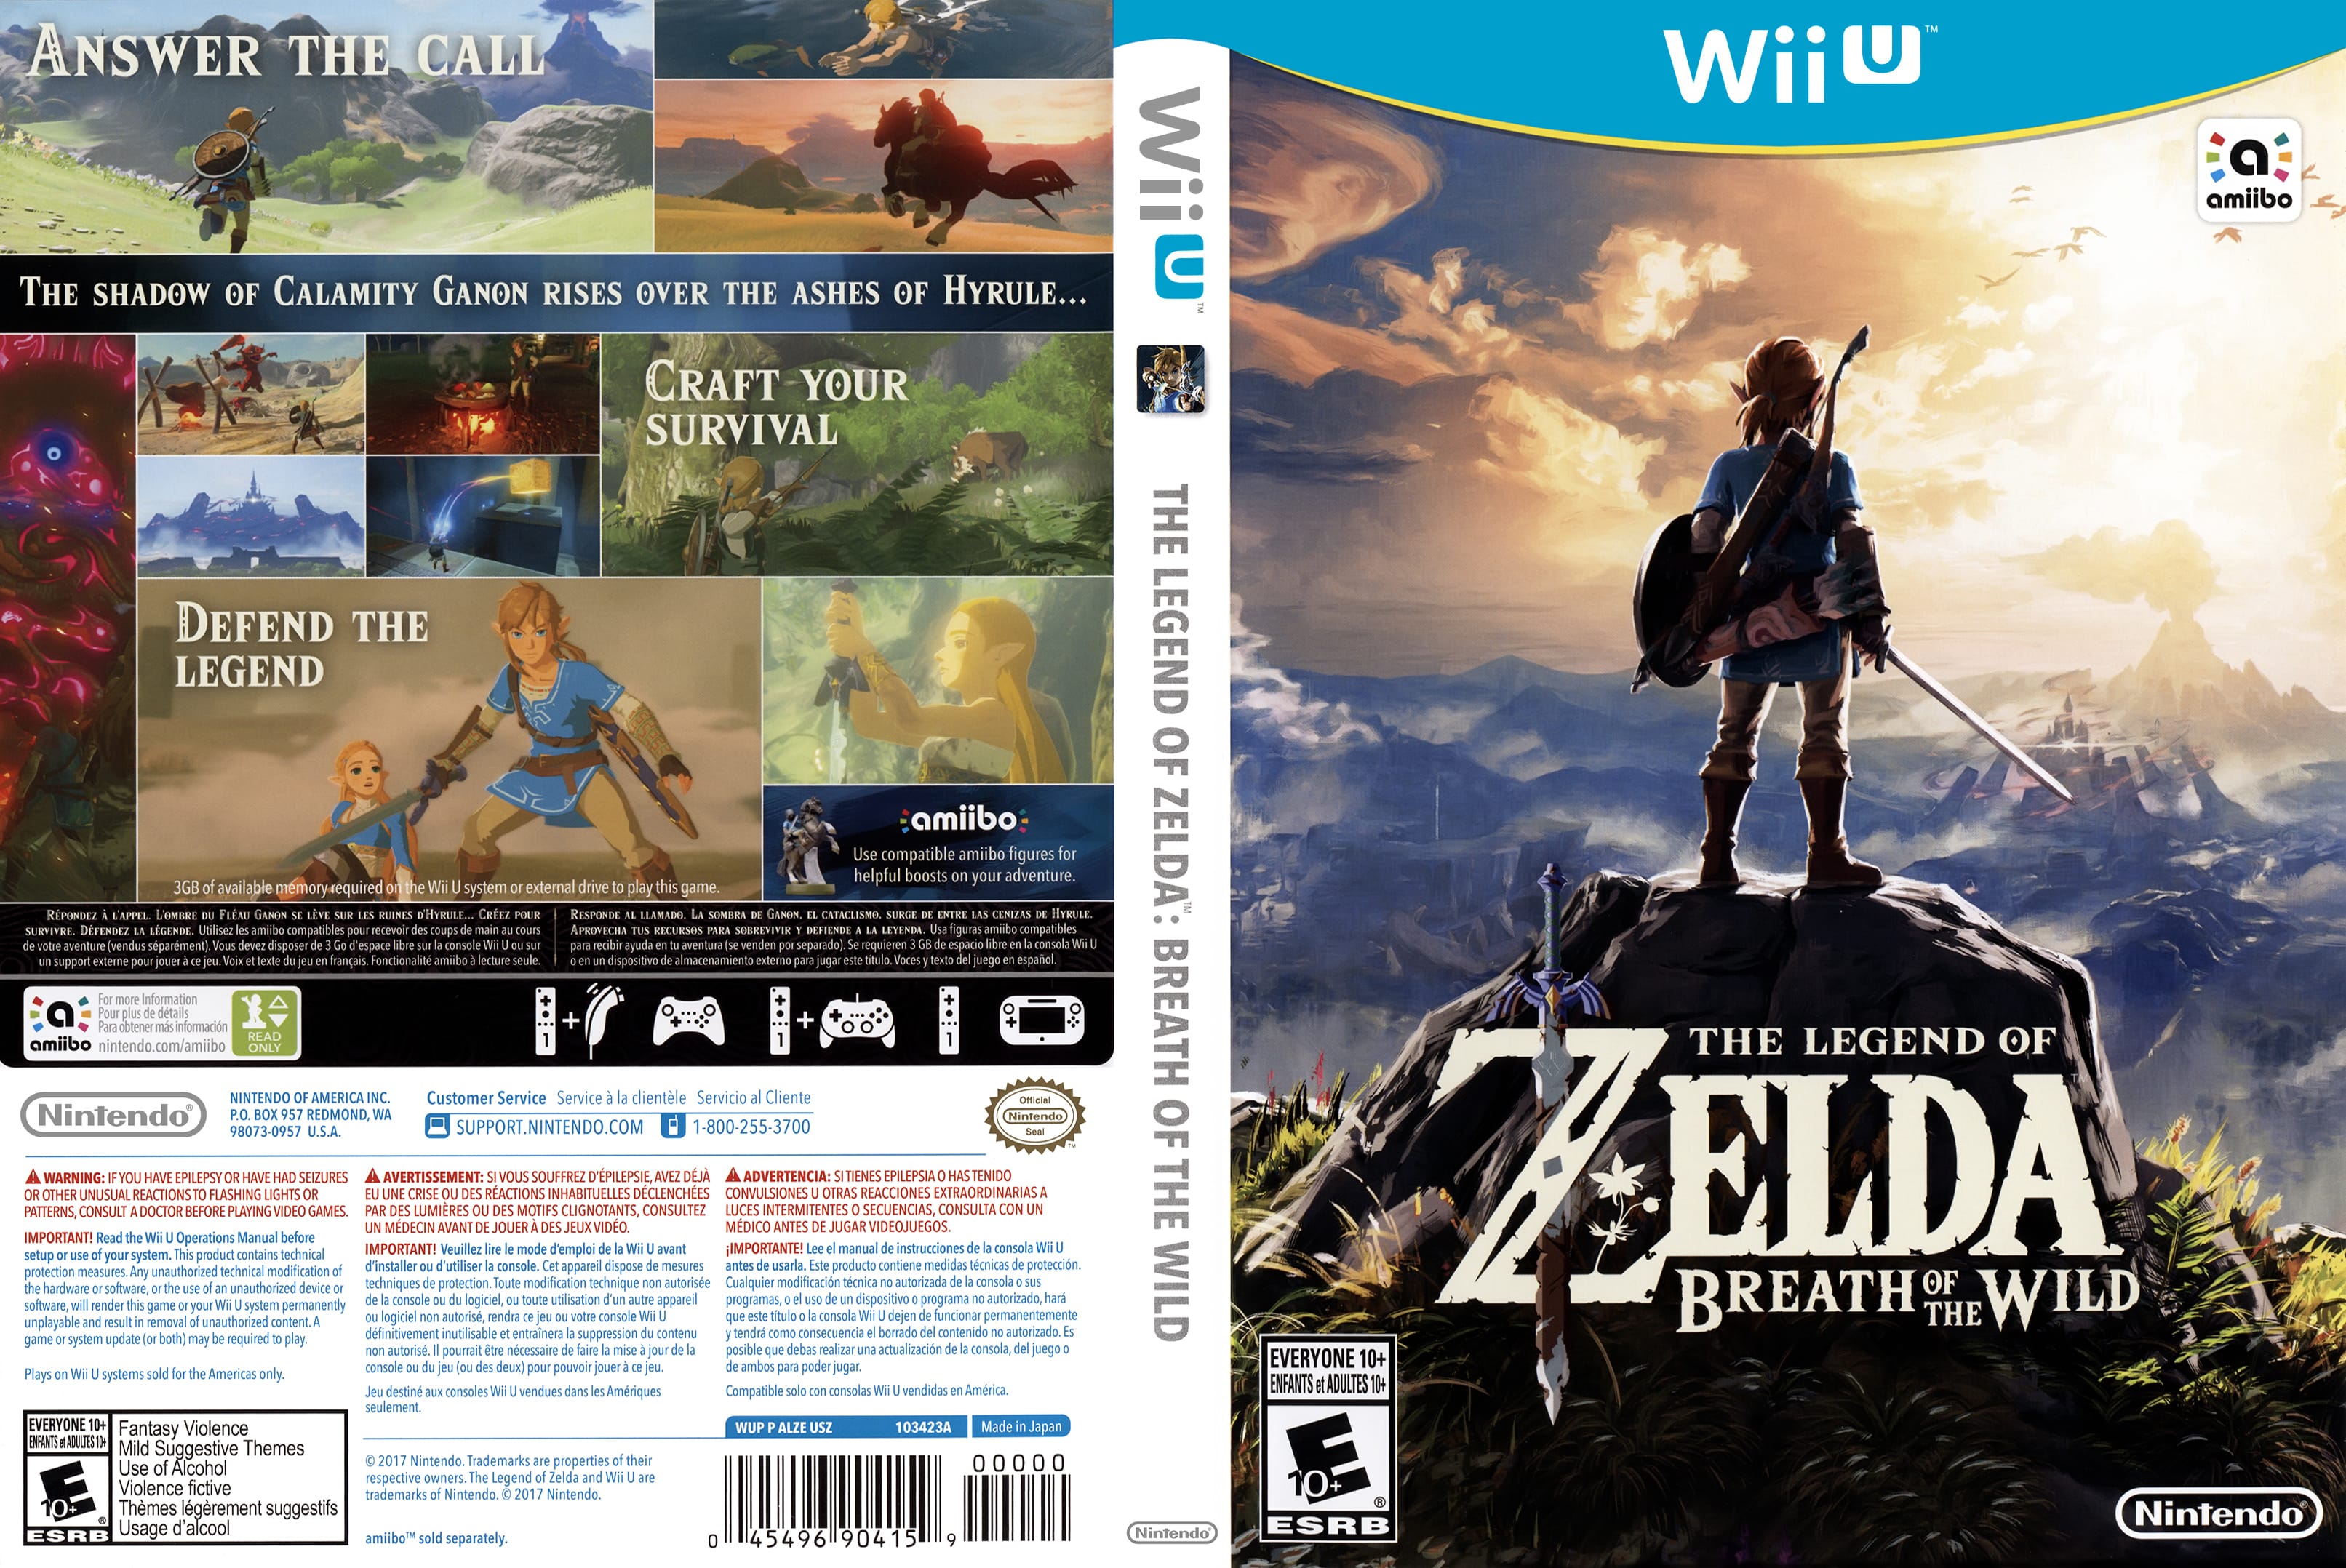 ANSWER THE CALL
THE SHADOW OF CALAMITY GANON RISES OVER THE ASHES OF HYRULE...
CRAFT YOUR
SURVIVAL
DEFEND THE
LEGEND
3GB of available memory required on the Wii U system or external drive to play this game.
amiibo
Use compatible amiibo figures for
helpful boosts on your adventure.
RÉPONDEZ À L'APPEL. L'OMBRE DU FLÉAU GANON SE LÈVE SUR LES RUINES D'HYRULE... CRÉEZ POUR
SURVIVRE. DÉFENDEZ LA LÉGENDE. Utilisez les amiibo compatibles pour recevoir des coups de main au cours
de votre aventure (vendus séparément). Vous devez disposer de 3 Go d'espace libre sur la console Wii U ou sur
un support externe pour jouer à ce jeu. Voix et texte du jeu en français. Fonctionalité amiibo à lecture seule.
RESPONDE AL LLAMADO. LA SOMBRA DE GANON, EL CATACLISMO, SURGE DE ENTRE LAS CENIZAS DE HYRULE.
APROVECHA TUS RECURSOS PARA SOBREVIVIR Y DEFIENDE A LA LEYENDA. Usa figuras amiibo compatibles
para recibir ayuda en tu aventura (se venden por separado). Se requieren 3 GB de espacio libre en la consola Wii U
o en un dispositivo de almacenamiento externo para jugar este título. Voces y texto del juego en español.
a
amiibo
For more Information
Pour plus de détails
Para obtener más información
nintendo.com/amiibo
READ
ONLY
1
+
1
+
1
Nintendo®
NINTENDO OF AMERICA INC.
P.O. BOX 957 REDMOND, WA
98073-0957 U.S.A.
Customer Service Service à la clientèle Servicio al Cliente
SUPPORT.NINTENDO.COM 1-800-255-3700
Official
Nintendo
Seal
™
WARNING: IF YOU HAVE EPILEPSY OR HAVE HAD SEIZURES
OR OTHER UNUSUAL REACTIONS TO FLASHING LIGHTS OR
PATTERNS, CONSULT A DOCTOR BEFORE PLAYING VIDEO GAMES.
IMPORTANT! Read the Wii U Operations Manual before
setup or use of your system. This product contains technical
protection measures. Any unauthorized technical modification of
the hardware or software, or the use of an unauthorized device or
software, will render this game or your Wii U system permanently
unplayable and result in removal of unauthorized content. A
game or system update (or both) may be required to play.
Plays on Wii U systems sold for the Americas only.
AVERTISSEMENT: SI VOUS SOUFFREZ D'ÉPILEPSIE, AVEZ DÉJÀ
EU UNE CRISE OU DES RÉACTIONS INHABITUELLES DÉCLENCHÉES
PAR DES LUMIÈRES OU DES MOTIFS CLIGNOTANTS, CONSULTEZ
UN MÉDECIN AVANT DE JOUER À DES JEUX VIDÉO.
IMPORTANT! Veuillez lire le mode d'emploi de la Wii U avant
d'installer ou d'utiliser la console. Cet appareil dispose de mesures
techniques de protection. Toute modification technique non autorisée
de la console ou du logiciel, ou toute utilisation d'un autre appareil
ou logiciel non autorisé, rendra ce jeu ou votre console Wii U
définitivement inutilisable et entraînera la suppression du contenu
non autorisé. Il pourrait être nécessaire de faire la mise à jour de la
console ou du jeu (ou des deux) pour pouvoir jouer à ce jeu.
Jeu destiné aux consoles Wii U vendues dans les Amériques
seulement.
ADVERTENCIA: SI TIENES EPILEPSIA O HAS TENIDO
CONVULSIONES U OTRAS REACCIONES EXTRAORDINARIAS A
LUCES INTERMITENTES O SECUENCIAS, CONSULTA CON UN
MÉDICO ANTES DE JUGAR VIDEOJUEGOS.
¡IMPORTANTE! Lee el manual de instrucciones de la consola Wii U
antes de usarla. Este producto contiene medidas técnicas de protección.
Cualquier modificación técnica no autorizada de la consola o sus
programas, o el uso de un dispositivo o programa no autorizado, hará
que este título o la consola Wii U dejen de funcionar permanentemente
y tendrá como consecuencia el borrado del contenido no autorizado. Es
posible que debas realizar una actualización de la consola, del juego o
de ambos para poder jugar.
Compatible solo con consolas Wii U vendidas en América.
EVERYONE 10+
ENFANTS et ADULTES 10+
E
10+
®
ESRB
Fantasy Violence
Mild Suggestive Themes
Use of Alcohol
Violence fictive
Thèmes légèrement suggestifs
Usage d'alcool
© 2017 Nintendo. Trademarks are properties of their
respective owners. The Legend of Zelda and Wii U are
trademarks of Nintendo. © 2017 Nintendo.
amiibo™ sold separately.
WUP P ALZE USZ 103423A Made in Japan
00000
0 45496 90415 9
Wii U™
THE LEGEND OF ZELDA™: BREATH OF THE WILD
Nintendo®
Wii U™
a
amiibo
THE LEGEND OF
ZELDA™
BREATH OF THE WILD
EVERYONE 10+
ENFANTS et ADULTES 10+
E
10+
®
ESRB
Nintendo®